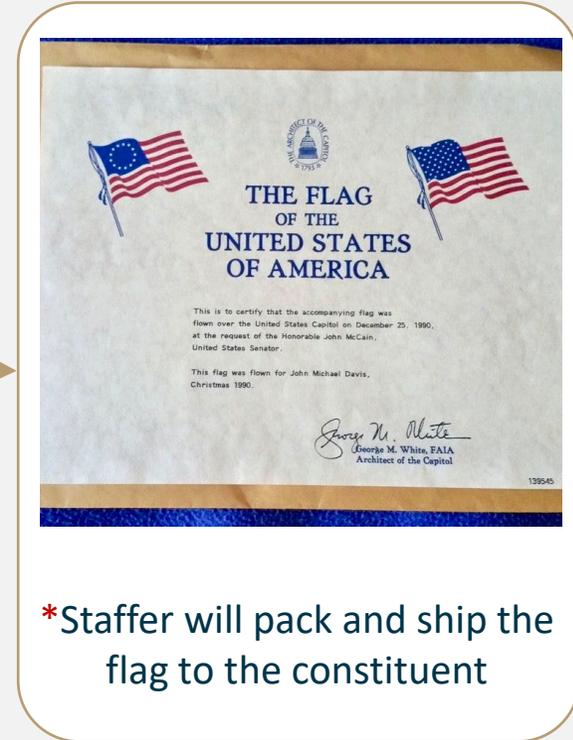 THE ARCHITECT OF THE CAPITOL
1793
THE FLAG
OF THE
UNITED STATES
OF AMERICA
This is to certify that the accompanying flag was
flown over the United States Capitol on December 25, 1990,
at the request of the Honorable John McCain,
United States Senator.
This flag was flown for John Michael Davis,
Christmas 1990.
George M. White
George M. White, FAIA
Architect of the Capitol
139545
*Staffer will pack and ship the
flag to the constituent